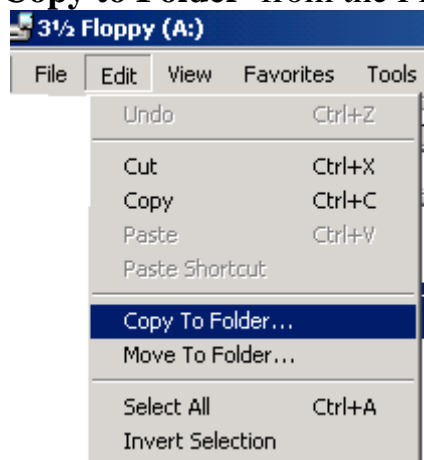 Copy to Folder" from the
3½ Floppy (A:)
File Edit View Favorites Tools
Undo Ctrl+Z
Cut Ctrl+X
Copy Ctrl+C
Paste Ctrl+V
Paste Shortcut
Copy To Folder...
Move To Folder...
Select All Ctrl+A
Invert Selection